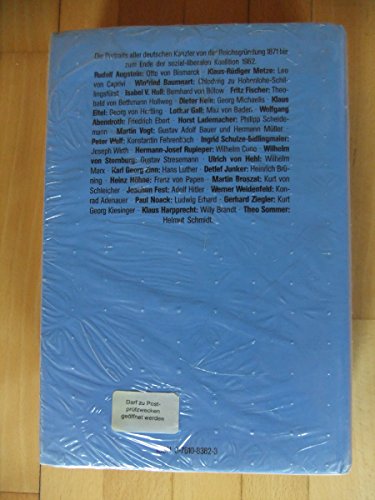 Die Portraits aller deutschen Kanzler von der Reichsgründung 1871 bis
zum Ende der sozial-liberalen Koalition 1982.
Rudolf Augstein: Otto von Bismarck · Klaus-Rüdiger Metze: Leo
von Caprivi · Winfried Baumgart: Chlodwig zu Hohenlohe-Schil-
lingsfürst · Isabel V. Hull: Bernhard von Bülow · Fritz Fischer: Theo-
bald von Bethmann Hollweg · Dieter Hein: Georg Michaelis · Klaus
Eitel: Georg von Hertling · Lothar Gall: Max von Baden · Wolfgang
Abendroth: Friedrich Ebert · Horst Lademacher: Philipp Scheide-
mann · Martin Vogt: Gustav Adolf Bauer und Hermann Müller ·
Peter Wulf: Konstantin Fehrenbach · Ingrid Schulze-Bidlingmaier:
Joseph Wirth · Hermann-Josef Rupieper: Wilhelm Cuno · Wilhelm
von Sternburg: Gustav Stresemann · Ulrich von Hehl: Wilhelm
Marx · Karl Georg Zinn: Hans Luther · Detlef Junker: Heinrich Brü-
ning · Heinz Höhne: Franz von Papen · Martin Broszat: Kurt von
Schleicher · Joachim Fest: Adolf Hitler · Werner Weidenfeld: Kon-
rad Adenauer · Paul Noack: Ludwig Erhard · Gerhard Ziegler: Kurt
Georg Kiesinger · Klaus Harpprecht: Willy Brandt · Theo Sommer:
Helmut Schmidt.
Darf zu Post-
prüfzwecken
geöffnet werden
3-7610-8382-3